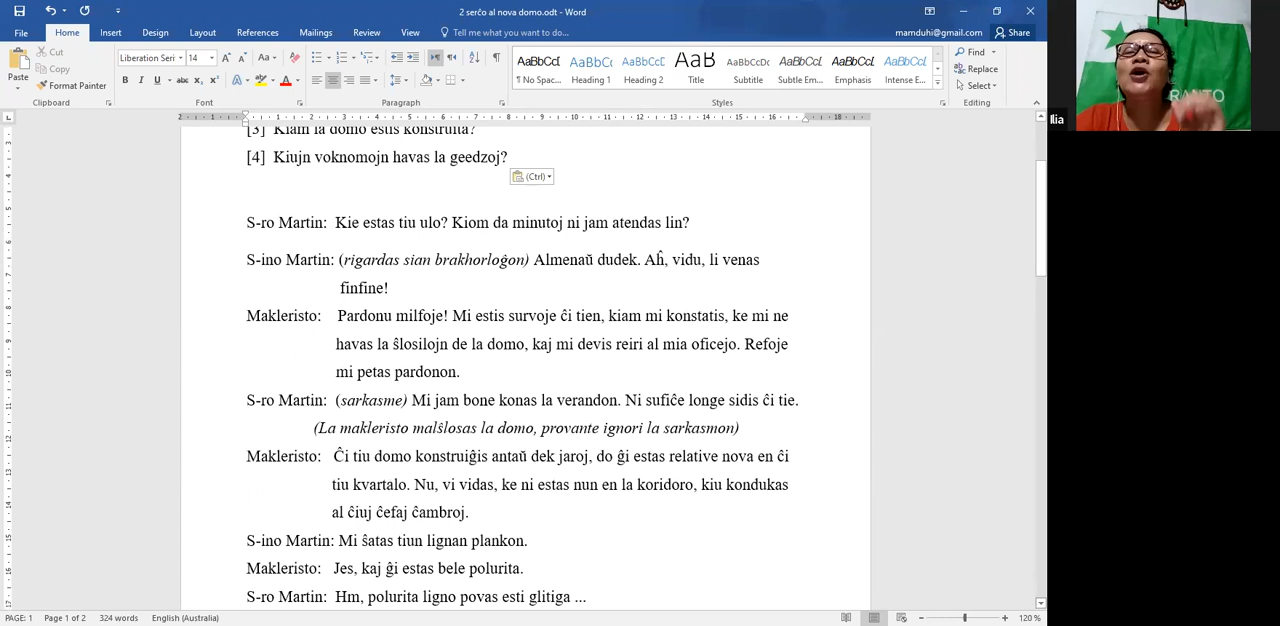 2 serĉo al nova domo.odt - Word
File Home Insert Design Layout References Mailings Review View Tell me what you want to do... mamduhi@gmail.com Share
Paste Cut Copy Format Painter Clipboard
Liberation Seri 14 Font
Paragraph
AaBbCcI AaBbCc AaBbCcI AaB AaBbCcD AaBbCcI AaBbCcI AaBbCcI
¶ No Spac... Heading 1 Heading 2 Title Subtitle Subtle Em... Emphasis Intense E...
Styles
Find Replace Select Editing
[3] Kiam la domo estis konstruita?
[4] Kiujn voknomojn havas la geedzoj?
(Ctrl)
S-ro Martin: Kie estas tiu ulo? Kiom da minutoj ni jam atendas lin?
S-ino Martin: (rigardas sian brakhorloĝon) Almenaŭ dudek. Aĥ, vidu, li venas
finfine!
Makleristo: Pardonu milfoje! Mi estis survoje ĉi tien, kiam mi konstatis, ke mi ne
havas la ŝlosilojn de la domo, kaj mi devis reiri al mia oficejo. Refoje
mi petas pardonon.
S-ro Martin: (sarkasme) Mi jam bone konas la verandon. Ni sufiĉe longe sidis ĉi tie.
(La makleristo malŝlosas la domo, provante ignori la sarkasmon)
Makleristo: Ĉi tiu domo konstruiĝis antaŭ dek jaroj, do ĝi estas relative nova en ĉi
tiu kvartalo. Nu, vi vidas, ke ni estas nun en la koridoro, kiu kondukas
al ĉiuj ĉefaj ĉambroj.
S-ino Martin: Mi ŝatas tiun lignan plankon.
Makleristo: Jes, kaj ĝi estas bele polurita.
S-ro Martin: Hm, polurita ligno povas esti glitiga ...
PAGE: 1 Page 1 of 2 324 words English (Australia) 120 %
Ilia
RANTO